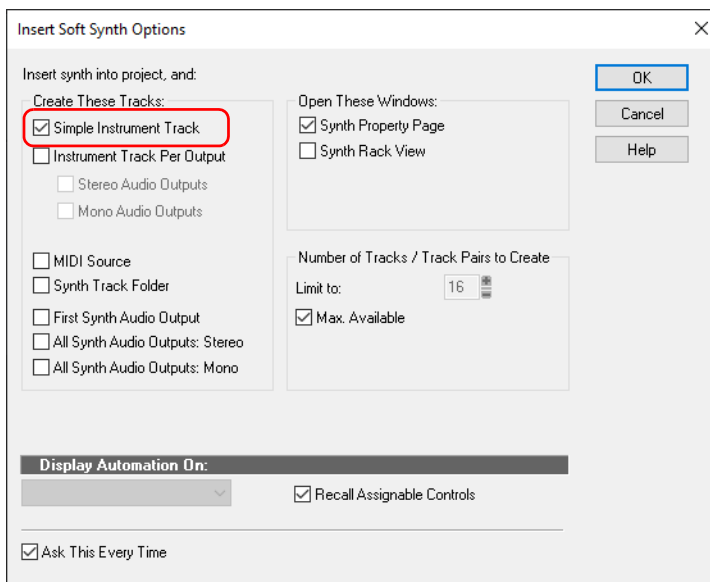 Insert Soft Synth Options
Insert synth into project, and:
Create These Tracks:
Simple Instrument Track
Instrument Track Per Output
Stereo Audio Outputs
Mono Audio Outputs
MIDI Source
Synth Track Folder
First Synth Audio Output
All Synth Audio Outputs: Stereo
All Synth Audio Outputs: Mono
Open These Windows:
Synth Property Page
Synth Rack View
Number of Tracks / Track Pairs to Create
Limit to: 16
Max. Available
OK
Cancel
Help
Display Automation On:
Recall Assignable Controls
Ask This Every Time